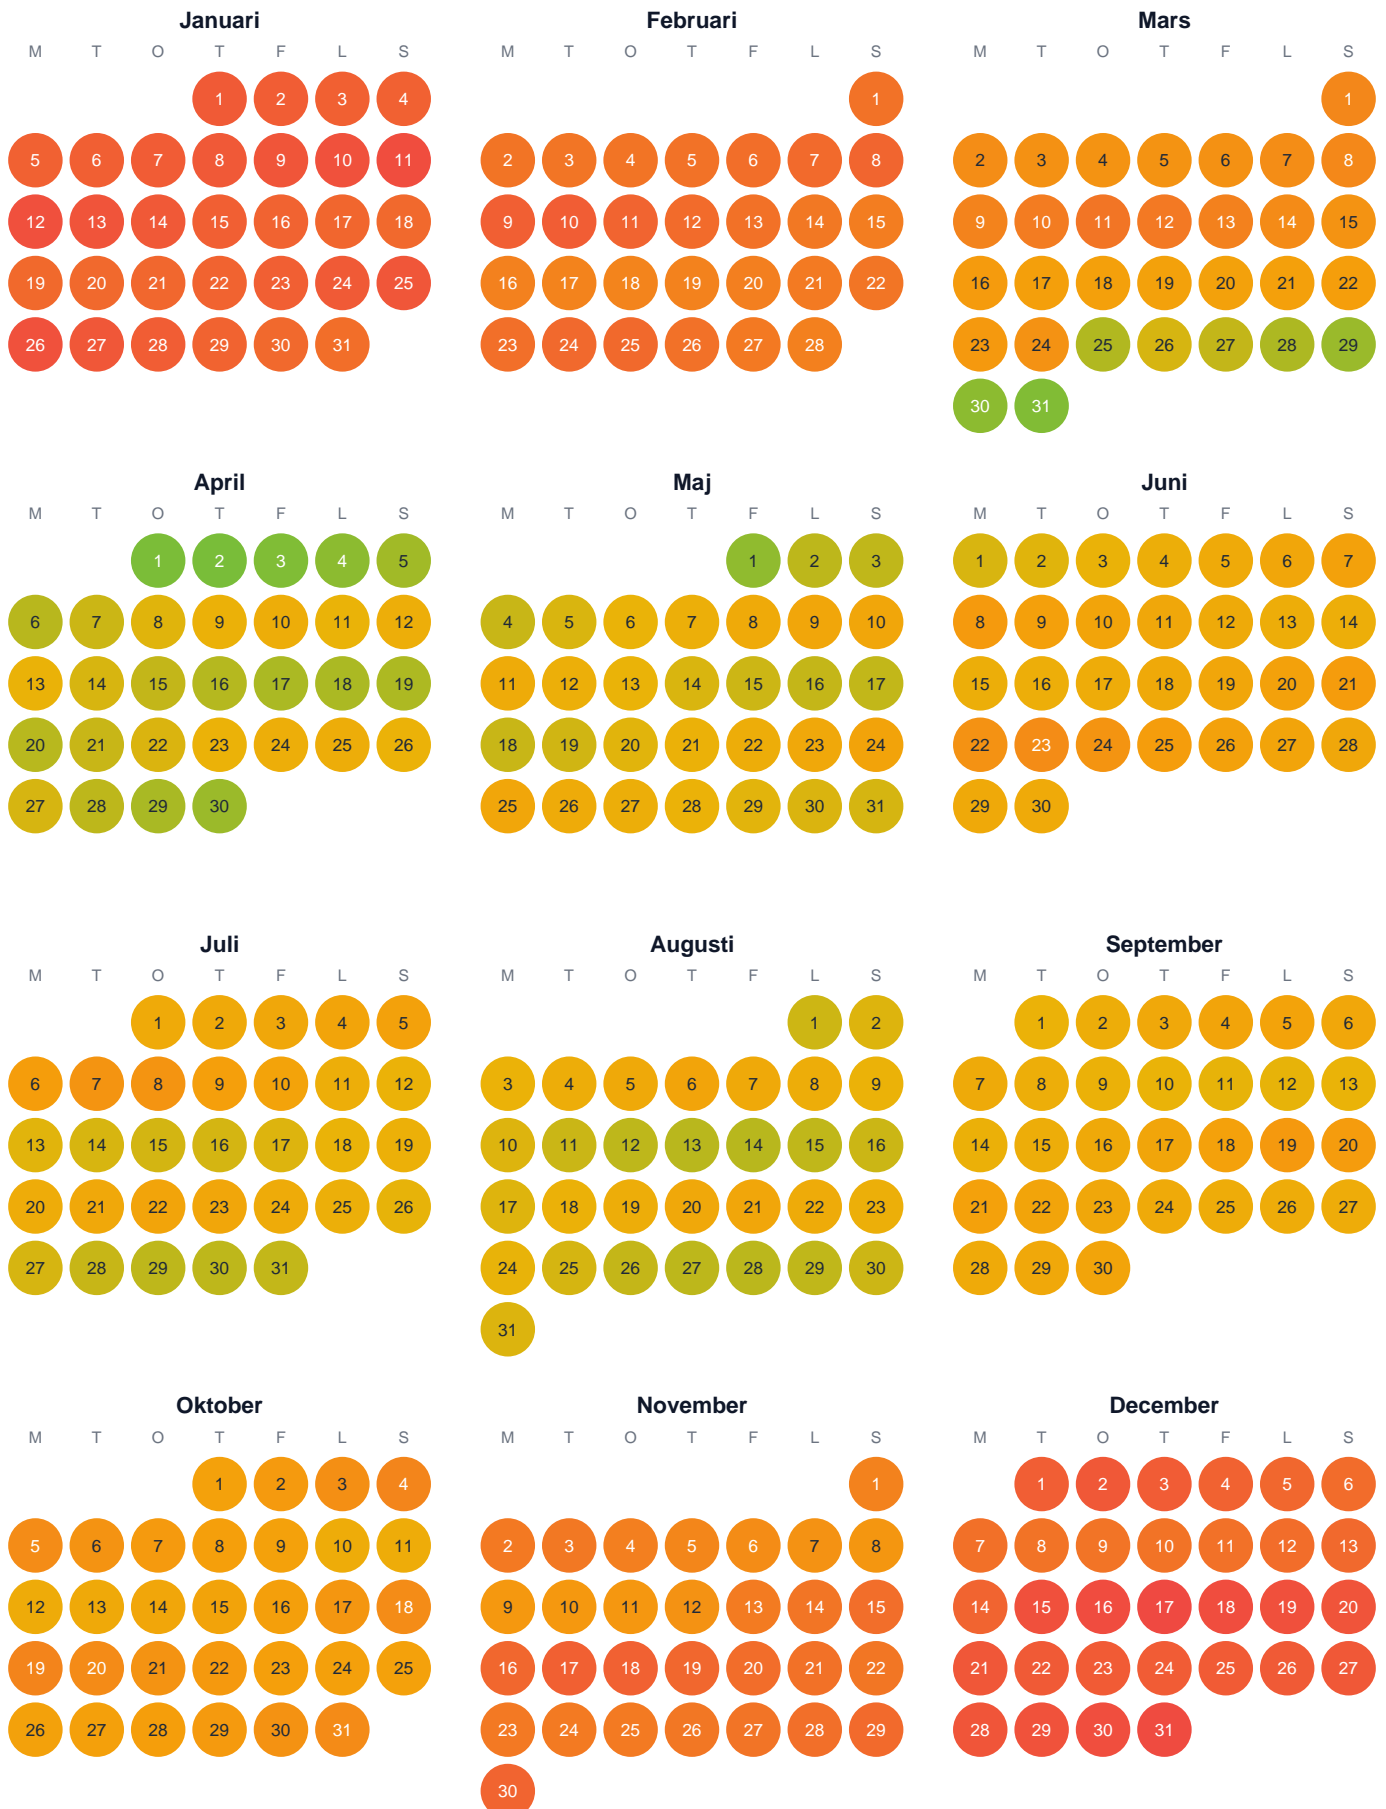 Januari
M T O T F L S
1 2 3 4
5 6 7 8 9 10 11
12 13 14 15 16 17 18
19 20 21 22 23 24 25
26 27 28 29 30 31
Februari
M T O T F L S
1
2 3 4 5 6 7 8
9 10 11 12 13 14 15
16 17 18 19 20 21 22
23 24 25 26 27 28
Mars
M T O T F L S
1
2 3 4 5 6 7 8
9 10 11 12 13 14 15
16 17 18 19 20 21 22
23 24 25 26 27 28 29
30 31
April
M T O T F L S
1 2 3 4 5
6 7 8 9 10 11 12
13 14 15 16 17 18 19
20 21 22 23 24 25 26
27 28 29 30
Maj
M T O T F L S
1 2 3
4 5 6 7 8 9 10
11 12 13 14 15 16 17
18 19 20 21 22 23 24
25 26 27 28 29 30 31
Juni
M T O T F L S
1 2 3 4 5 6 7
8 9 10 11 12 13 14
15 16 17 18 19 20 21
22 23 24 25 26 27 28
29 30
Juli
M T O T F L S
1 2 3 4 5
6 7 8 9 10 11 12
13 14 15 16 17 18 19
20 21 22 23 24 25 26
27 28 29 30 31
Augusti
M T O T F L S
1 2
3 4 5 6 7 8 9
10 11 12 13 14 15 16
17 18 19 20 21 22 23
24 25 26 27 28 29 30
31
September
M T O T F L S
1 2 3 4 5 6
7 8 9 10 11 12 13
14 15 16 17 18 19 20
21 22 23 24 25 26 27
28 29 30
Oktober
M T O T F L S
1 2 3 4
5 6 7 8 9 10 11
12 13 14 15 16 17 18
19 20 21 22 23 24 25
26 27 28 29 30 31
November
M T O T F L S
1
2 3 4 5 6 7 8
9 10 11 12 13 14 15
16 17 18 19 20 21 22
23 24 25 26 27 28 29
30
December
M T O T F L S
1 2 3 4 5 6
7 8 9 10 11 12 13
14 15 16 17 18 19 20
21 22 23 24 25 26 27
28 29 30 31